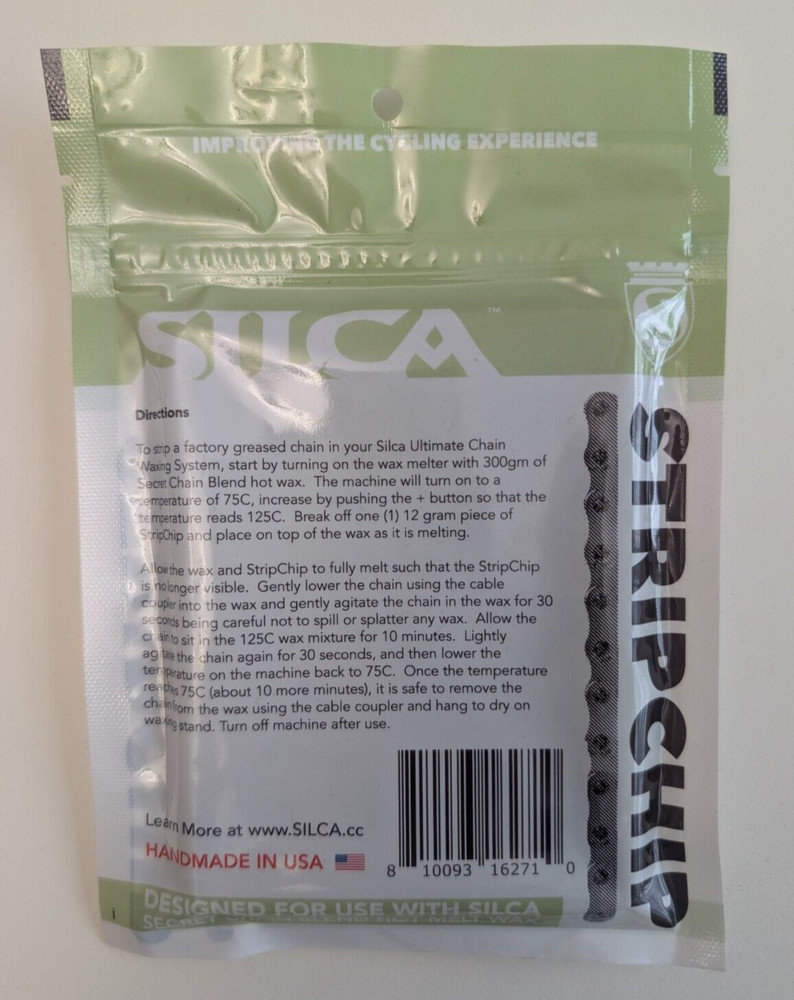 IMPROVING THE CYCLING EXPERIENCE
SILCA™
Directions
To strip a factory greased chain in your Silca Ultimate Chain
Waxing System, start by turning on the wax melter with 300gm of
Secret Chain Blend hot wax. The machine will turn on to a
temperature of 75C, increase by pushing the + button so that the
temperature reads 125C. Break off one (1) 12 gram piece of
StripChip and place on top of the wax as it is melting.
Allow the wax and StripChip to fully melt such that the StripChip
is no longer visible. Gently lower the chain using the cable
coupler into the wax and gently agitate the chain in the wax for 30
seconds being careful not to spill or splatter any wax. Allow the
chain to sit in the 125C wax mixture for 10 minutes. Lightly
agitate the chain again for 30 seconds, and then lower the
temperature on the machine back to 75C. Once the temperature
reaches 75C (about 10 more minutes), it is safe to remove the
chain from the wax using the cable coupler and hang to dry on
waxing stand. Turn off machine after use.
Learn More at www.SILCA.cc
HANDMADE IN USA
8 10093 16271 0
DESIGNED FOR USE WITH SILCA
SECRET HOT MELT WAX
STRIPCHIP